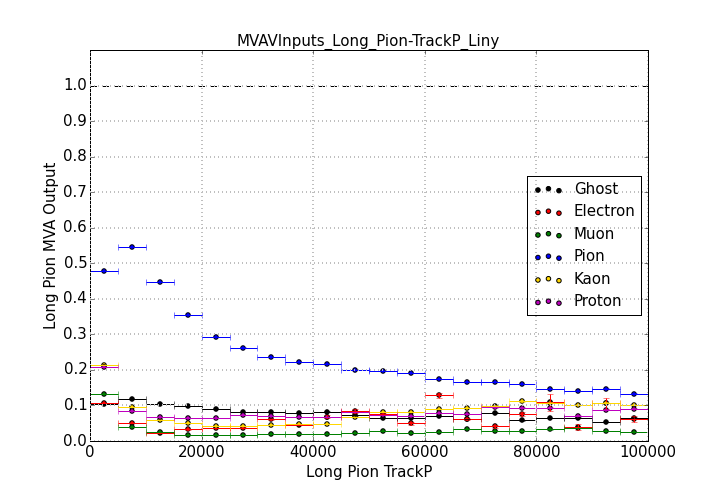 MVAVInputs_Long_Pion-TrackP_Liny
1.0
0.9
0.8
0.7
0.6
0.5
0.4
0.3
0.2
0.1
0.0
Long Pion MVA Output
Ghost
Electron
Muon
Pion
Kaon
Proton
0 20000 40000 60000 80000 100000
Long Pion TrackP